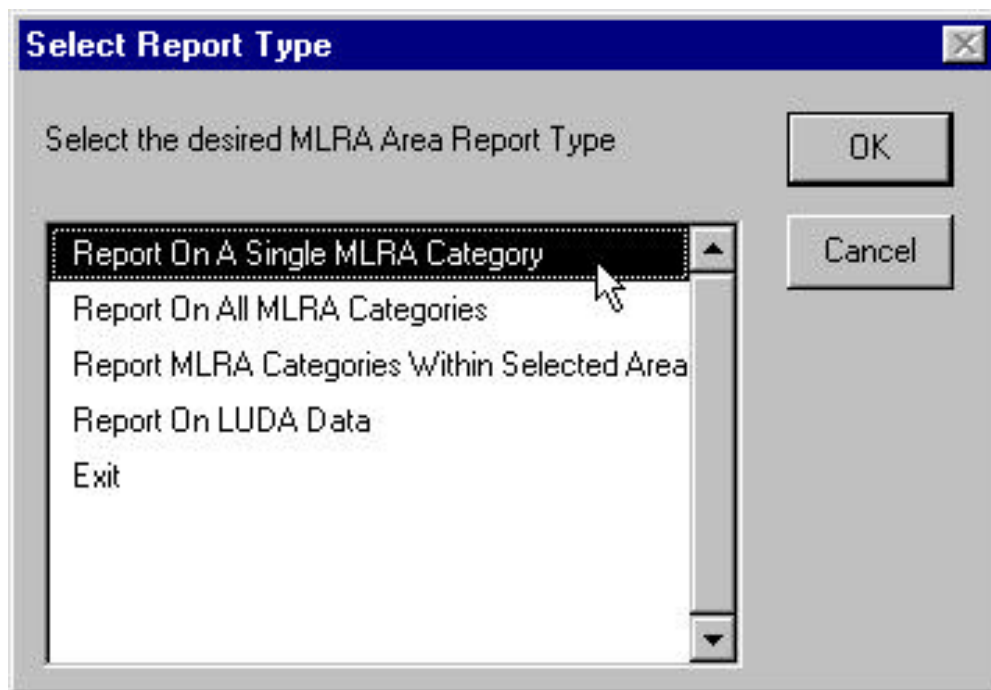 Select Report Type
Select the desired MLRA Area Report Type
OK
Cancel
Report On A Single MLRA Category
Report On All MLRA Categories
Report MLRA Categories Within Selected Area
Report On LUDA Data
Exit